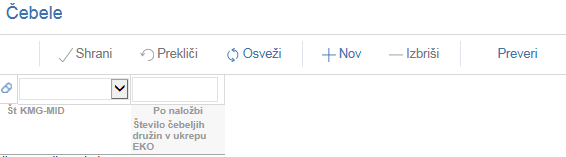 Čebele
Shrani Prekliči Osveži Nov Izbriši Preveri
Št KMG-MID Po naložbi
Število čebeljih
družin v ukrepu
EKO